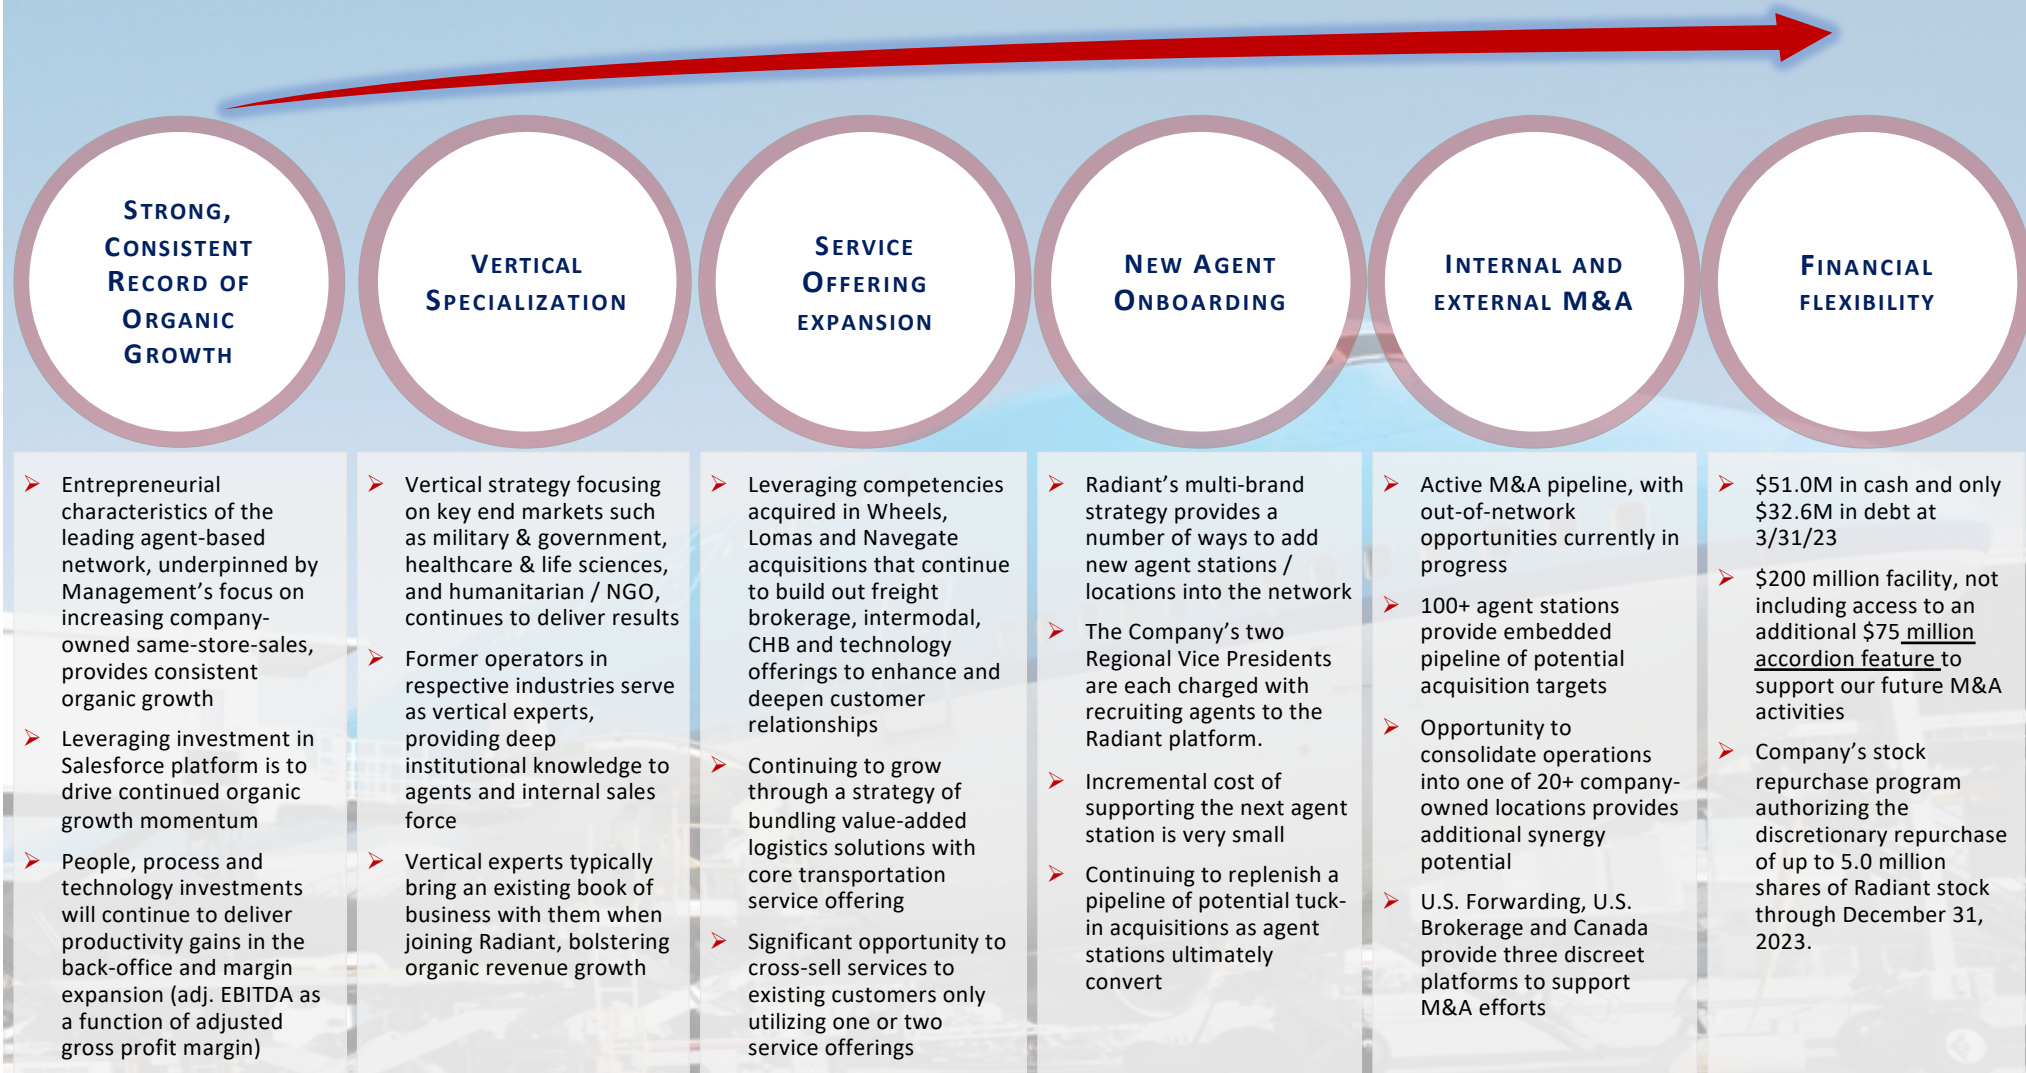 STRONG,
CONSISTENT
RECORD OF
ORGANIC
GROWTH
VERTICAL
SPECIALIZATION
SERVICE
OFFERING
EXPANSION
NEW AGENT
ONBOARDING
INTERNAL AND
EXTERNAL M&A
FINANCIAL
FLEXIBILITY
➢ Entrepreneurial
characteristics of the
leading agent-based
network, underpinned by
Management’s focus on
increasing company-
owned same-store-sales,
provides consistent
organic growth
➢ Leveraging investment in
Salesforce platform is to
drive continued organic
growth momentum
➢ People, process and
technology investments
will continue to deliver
productivity gains in the
back-office and margin
expansion (adj. EBITDA as
a function of adjusted
gross profit margin)
➢ Vertical strategy focusing
on key end markets such
as military & government,
healthcare & life sciences,
and humanitarian / NGO,
continues to deliver results
➢ Former operators in
respective industries serve
as vertical experts,
providing deep
institutional knowledge to
agents and internal sales
force
➢ Vertical experts typically
bring an existing book of
business with them when
joining Radiant, bolstering
organic revenue growth
➢ Leveraging competencies
acquired in Wheels,
Lomas and Navegate
acquisitions that continue
to build out freight
brokerage, intermodal,
CHB and technology
offerings to enhance and
deepen customer
relationships
➢ Continuing to grow
through a strategy of
bundling value-added
logistics solutions with
core transportation
service offering
➢ Significant opportunity to
cross-sell services to
existing customers only
utilizing one or two
service offerings
➢ Radiant’s multi-brand
strategy provides a
number of ways to add
new agent stations /
locations into the network
➢ The Company’s two
Regional Vice Presidents
are each charged with
recruiting agents to the
Radiant platform.
➢ Incremental cost of
supporting the next agent
station is very small
➢ Continuing to replenish a
pipeline of potential tuck-
in acquisitions as agent
stations ultimately
convert
➢ Active M&A pipeline, with
out-of-network
opportunities currently in
progress
➢ 100+ agent stations
provide embedded
pipeline of potential
acquisition targets
➢ Opportunity to
consolidate operations
into one of 20+ company-
owned locations provides
additional synergy
potential
➢ U.S. Forwarding, U.S.
Brokerage and Canada
provide three discreet
platforms to support
M&A efforts
➢ $51.0M in cash and only
$32.6M in debt at
3/31/23
➢ $200 million facility, not
including access to an
additional $75 million
accordion feature to
support our future M&A
activities
➢ Company’s stock
repurchase program
authorizing the
discretionary repurchase
of up to 5.0 million
shares of Radiant stock
through December 31,
2023.